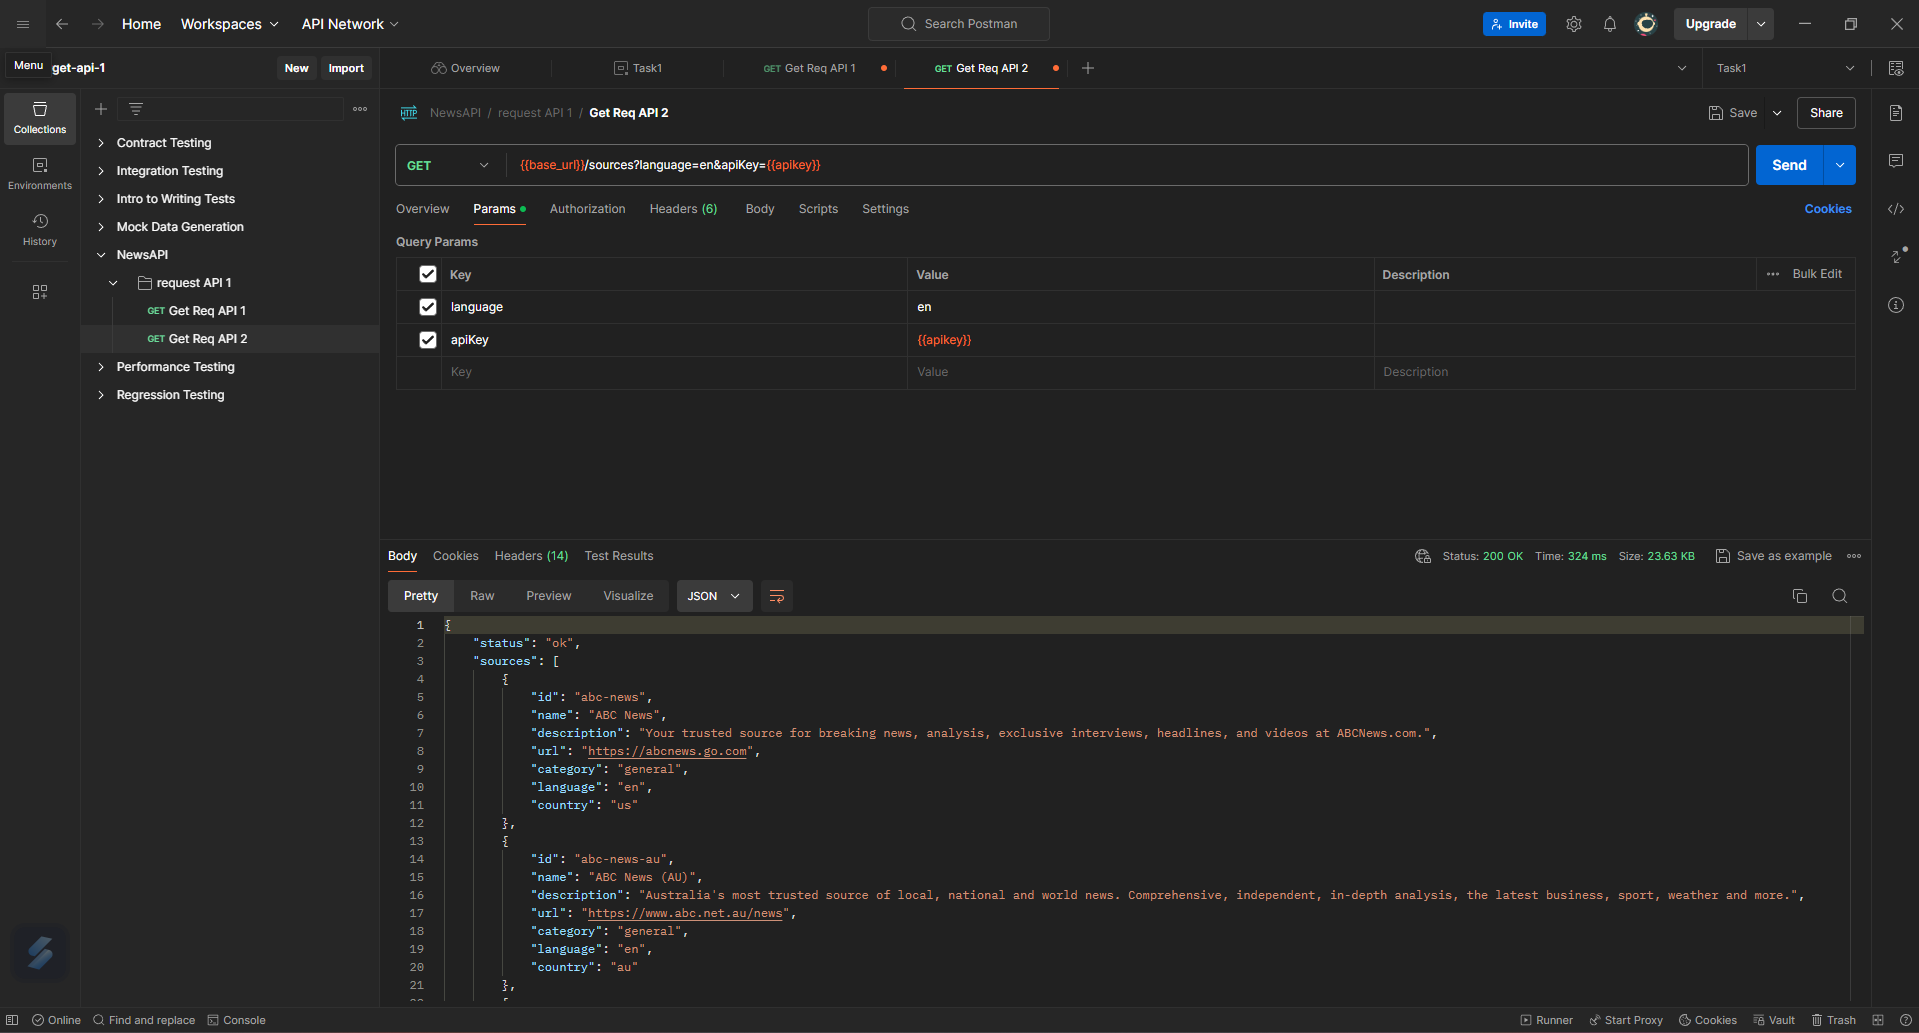 Home Workspaces API Network Search Postman Invite Upgrade
Menu get-api-1 New Import Overview Task1 GET Get Req API 1 GET Get Req API 2 Task1
Collections
Environments
History
Contract Testing
Integration Testing
Intro to Writing Tests
Mock Data Generation
NewsAPI
request API 1
GET Get Req API 1
GET Get Req API 2
Performance Testing
Regression Testing
HTTP NewsAPI / request API 1 / Get Req API 2 Save Share
GET {{base_url}}/sources?language=en&apiKey={{apikey}} Send
Overview Params Authorization Headers (6) Body Scripts Settings Cookies
Query Params
Key Value Description Bulk Edit
language en
apiKey {{apikey}}
Key Value Description
Body Cookies Headers (14) Test Results Status: 200 OK Time: 324 ms Size: 23.63 KB Save as example
Pretty Raw Preview Visualize JSON
1 {
2 "status": "ok",
3 "sources": [
4 {
5 "id": "abc-news",
6 "name": "ABC News",
7 "description": "Your trusted source for breaking news, analysis, exclusive interviews, headlines, and videos at ABCNews.com.",
8 "url": "https://abcnews.go.com",
9 "category": "general",
10 "language": "en",
11 "country": "us"
12 },
13 {
14 "id": "abc-news-au",
15 "name": "ABC News (AU)",
16 "description": "Australia's most trusted source of local, national and world news. Comprehensive, independent, in-depth analysis, the latest business, sport, weather and more.",
17 "url": "https://www.abc.net.au/news",
18 "category": "general",
19 "language": "en",
20 "country": "au"
21 },
Online Find and replace Console Runner Start Proxy Cookies Vault Trash